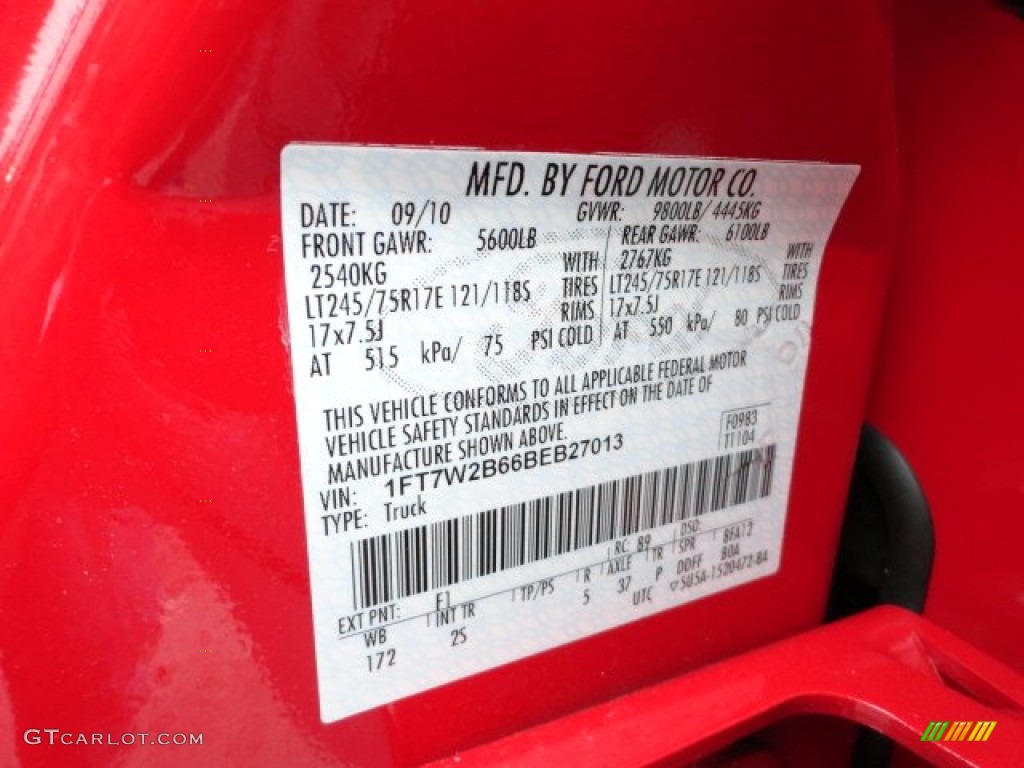 MFD. BY FORD MOTOR CO.
DATE: 09/10 GVWR: 9800LB/ 4445KG
FRONT GAWR: 5600LB REAR GAWR: 6100LB
2540KG WITH 2767KG WITH
LT245/75R17E 121/118S TIRES LT245/75R17E 121/118S TIRES
17x7.5J RIMS 17x7.5J RIMS
AT 515 kPa/ 75 PSI COLD AT 550 kPa/ 80 PSI COLD
THIS VEHICLE CONFORMS TO ALL APPLICABLE FEDERAL MOTOR
VEHICLE SAFETY STANDARDS IN EFFECT ON THE DATE OF
MANUFACTURE SHOWN ABOVE.
F0983
T1104
VIN: 1FT7W2B66BEB27013
TYPE: Truck
EXT PNT: F1 RC: 89 DSO:
WB INT TR TP/PS R AXLE TR SPR BFA12
172 2S 5 37 P DDFF BOA
UTC 5U5A-1520472-BA
GTCARLOT.COM